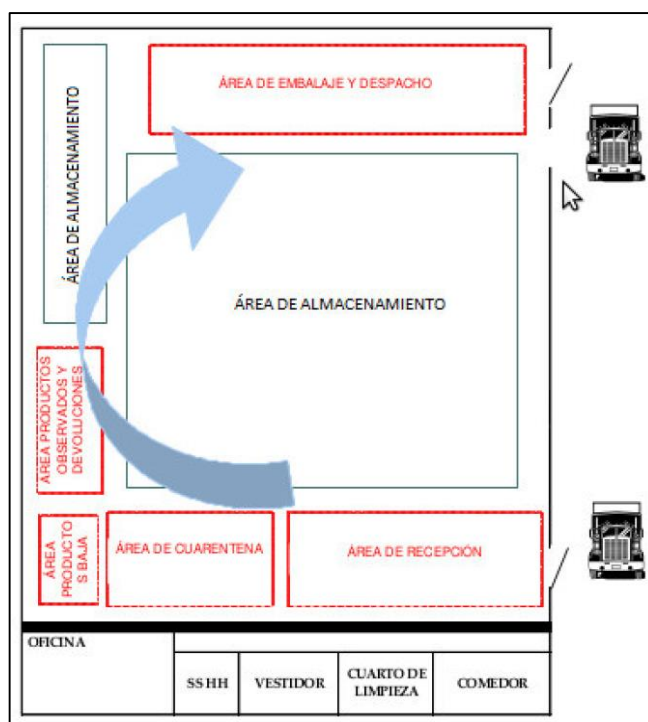 ÁREA DE EMBALAJE Y DESPACHO
ÁREA DE ALMACENAMIENTO
ÁREA DE ALMACENAMIENTO
ÁREA PRODUCTOS
OBSERVADOS Y
DEVOLUCIONES
ÁREA
PRODUCTO
S BAJA
ÁREA DE CUARENTENA
ÁREA DE RECEPCIÓN
OFICINA
SS HH
VESTIDOR
CUARTO DE
LIMPIEZA
COMEDOR